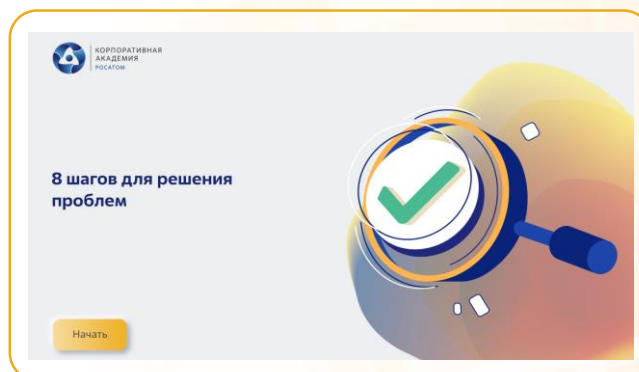 КОРПОРАТИВНАЯ
АКАДЕМИЯ
РОСАТОМ
8 шагов для решения
проблем
Начать